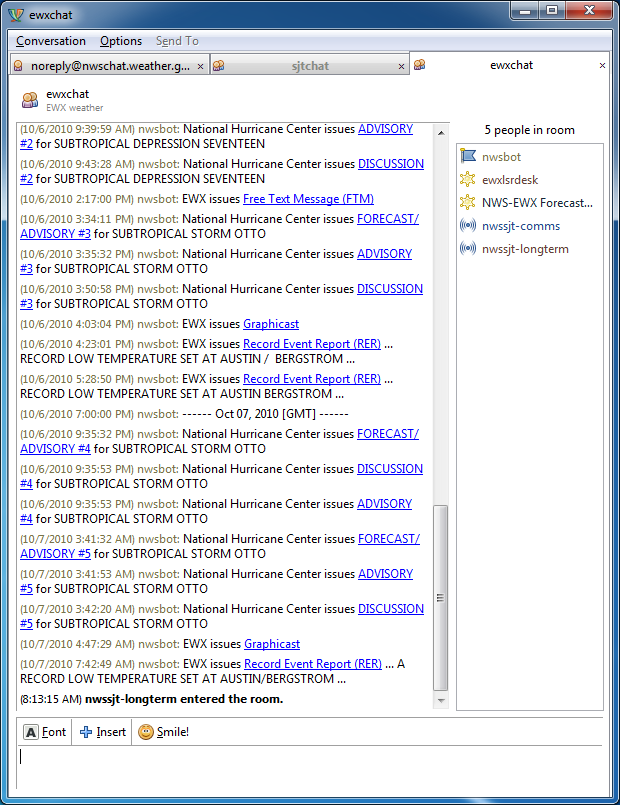 ewxchat
Conversation Options Send To
noreply@nwschat.weather.g... × sjtchat × ewxchat ×
ewxchat
EWX weather
(10/6/2010 9:39:59 AM) nwsbot: National Hurricane Center issues ADVISORY
#2 for SUBTROPICAL DEPRESSION SEVENTEEN
(10/6/2010 9:43:28 AM) nwsbot: National Hurricane Center issues DISCUSSION
#2 for SUBTROPICAL DEPRESSION SEVENTEEN
(10/6/2010 2:17:00 PM) nwsbot: EWX issues Free Text Message (FTM)
(10/6/2010 3:34:11 PM) nwsbot: National Hurricane Center issues FORECAST/
ADVISORY #3 for SUBTROPICAL STORM OTTO
(10/6/2010 3:35:32 PM) nwsbot: National Hurricane Center issues ADVISORY
#3 for SUBTROPICAL STORM OTTO
(10/6/2010 3:50:58 PM) nwsbot: National Hurricane Center issues DISCUSSION
#3 for SUBTROPICAL STORM OTTO
(10/6/2010 4:03:04 PM) nwsbot: EWX issues Graphicast
(10/6/2010 4:23:01 PM) nwsbot: EWX issues Record Event Report (RER) ...
RECORD LOW TEMPERATURE SET AT AUSTIN / BERGSTROM ...
(10/6/2010 5:28:50 PM) nwsbot: EWX issues Record Event Report (RER) ...
RECORD LOW TEMPERATURE SET AT AUSTIN BERGSTROM ...
(10/6/2010 7:00:00 PM) nwsbot: ------ Oct 07, 2010 [GMT] ------
(10/6/2010 9:35:32 PM) nwsbot: National Hurricane Center issues FORECAST/
ADVISORY #4 for SUBTROPICAL STORM OTTO
(10/6/2010 9:35:53 PM) nwsbot: National Hurricane Center issues DISCUSSION
#4 for SUBTROPICAL STORM OTTO
(10/6/2010 9:35:53 PM) nwsbot: National Hurricane Center issues ADVISORY
#4 for SUBTROPICAL STORM OTTO
(10/7/2010 3:41:32 AM) nwsbot: National Hurricane Center issues FORECAST/
ADVISORY #5 for SUBTROPICAL STORM OTTO
(10/7/2010 3:41:53 AM) nwsbot: National Hurricane Center issues ADVISORY
#5 for SUBTROPICAL STORM OTTO
(10/7/2010 3:42:20 AM) nwsbot: National Hurricane Center issues DISCUSSION
#5 for SUBTROPICAL STORM OTTO
(10/7/2010 4:47:29 AM) nwsbot: EWX issues Graphicast
(10/7/2010 7:42:49 AM) nwsbot: EWX issues Record Event Report (RER) ... A
RECORD LOW TEMPERATURE SET AT AUSTIN/BERGSTROM ...
(8:13:15 AM) nwssjt-longterm entered the room.
5 people in room
nwsbot
ewxlsrdesk
NWS-EWX Forecast...
nwssjt-comms
nwssjt-longterm
A Font Insert Smile!